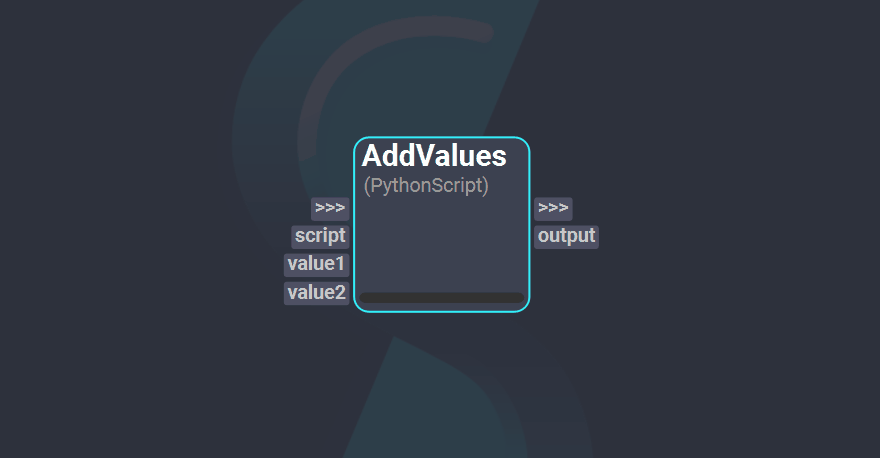 AddValues
(PythonScript)
>>>
>>>
script
output
value1
value2